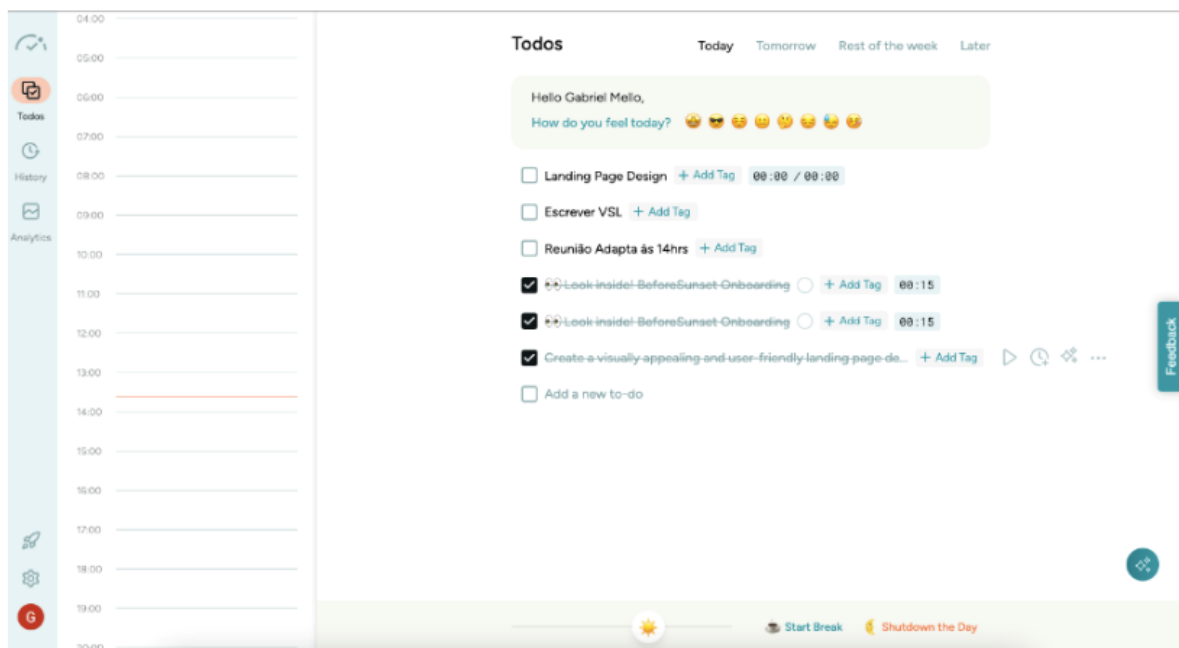 04:00
05:00
06:00
07:00
08:00
09:00
10:00
11:00
12:00
13:00
14:00
15:00
16:00
17:00
18:00
19:00
20:00
Todos
History
Analytics
G
Todos
Today Tomorrow Rest of the week Later
Hello Gabriel Mello,
How do you feel today?
Landing Page Design + Add Tag 00:00 / 00:00
Escrever VSL + Add Tag
Reunião Adapta ás 14hrs + Add Tag
Look inside! BeforeSunset Onboarding + Add Tag 00:15
Look inside! BeforeSunset Onboarding + Add Tag 00:15
Create a visually appealing and user-friendly landing page de... + Add Tag
Add a new to-do
Feedback
Start Break Shutdown the Day